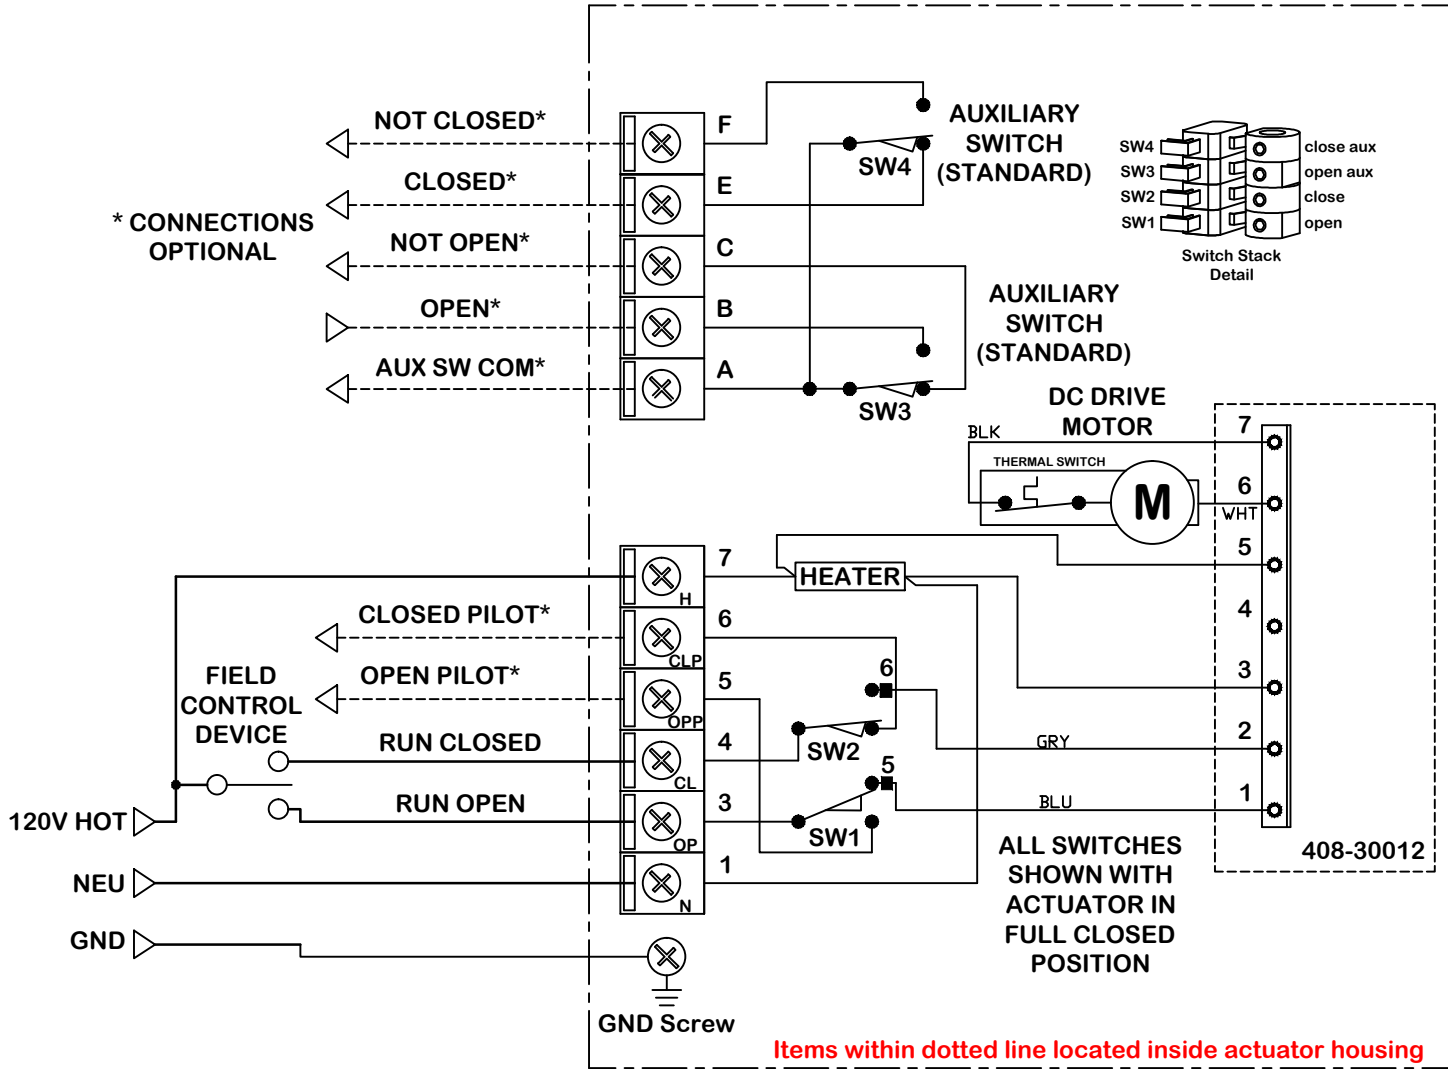 NOT CLOSED*
CLOSED*
* CONNECTIONS
OPTIONAL
NOT OPEN*
OPEN*
AUX SW COM*
F
E
C
B
A
SW4
AUXILIARY
SWITCH
(STANDARD)
SW4
SW3
SW2
SW1
close aux
open aux
close
open
Switch Stack
Detail
AUXILIARY
SWITCH
(STANDARD)
SW3
DC DRIVE
MOTOR
BLK
THERMAL SWITCH
M
WHT
7
6
5
4
3
2
1
408-30012
HEATER
7
H
6
CLP
5
OPP
4
CL
3
OP
1
N
CLOSED PILOT*
OPEN PILOT*
FIELD
CONTROL
DEVICE
RUN CLOSED
RUN OPEN
120V HOT
NEU
GND
6
SW2
GRY
5
SW1
BLU
ALL SWITCHES
SHOWN WITH
ACTUATOR IN
FULL CLOSED
POSITION
GND Screw
Items within dotted line located inside actuator housing